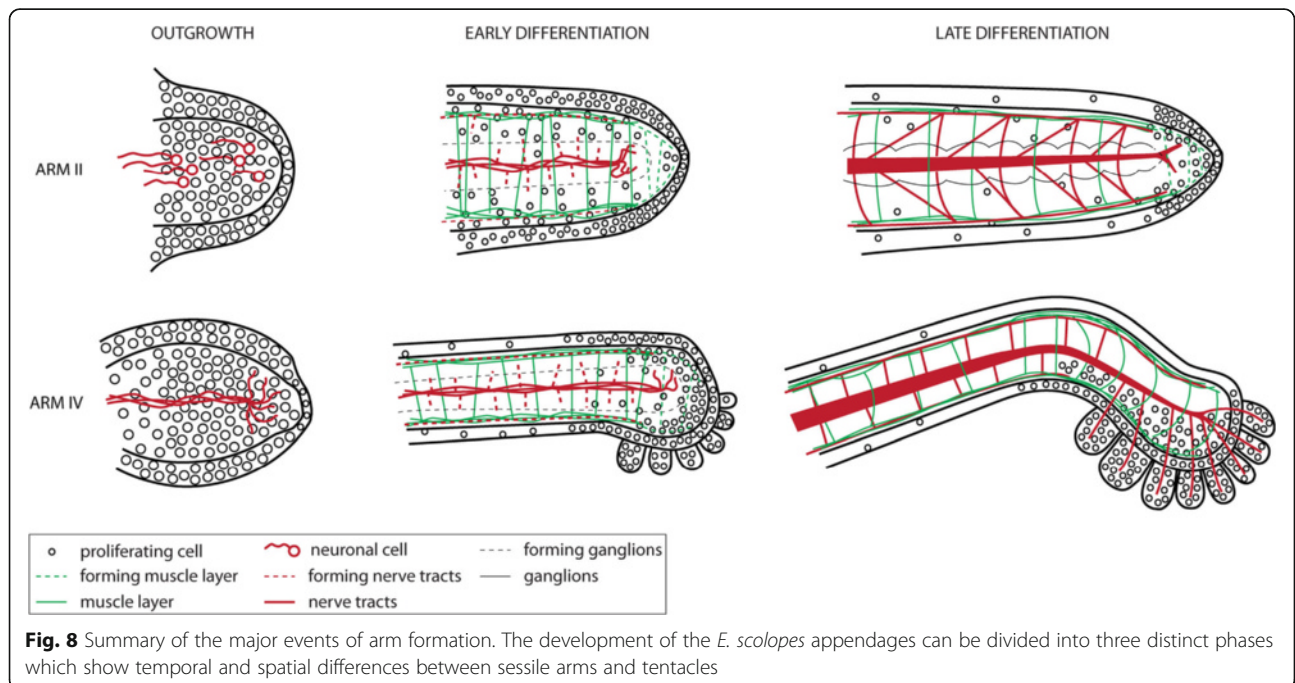 OUTGROWTH
EARLY DIFFERENTIATION
LATE DIFFERENTIATION
ARM II
ARM IV
proliferating cell
neuronal cell
forming ganglions
forming muscle layer
forming nerve tracts
ganglions
muscle layer
nerve tracts
Fig. 8 Summary of the major events of arm formation. The development of the E. scolopes appendages can be divided into three distinct phases
which show temporal and spatial differences between sessile arms and tentacles